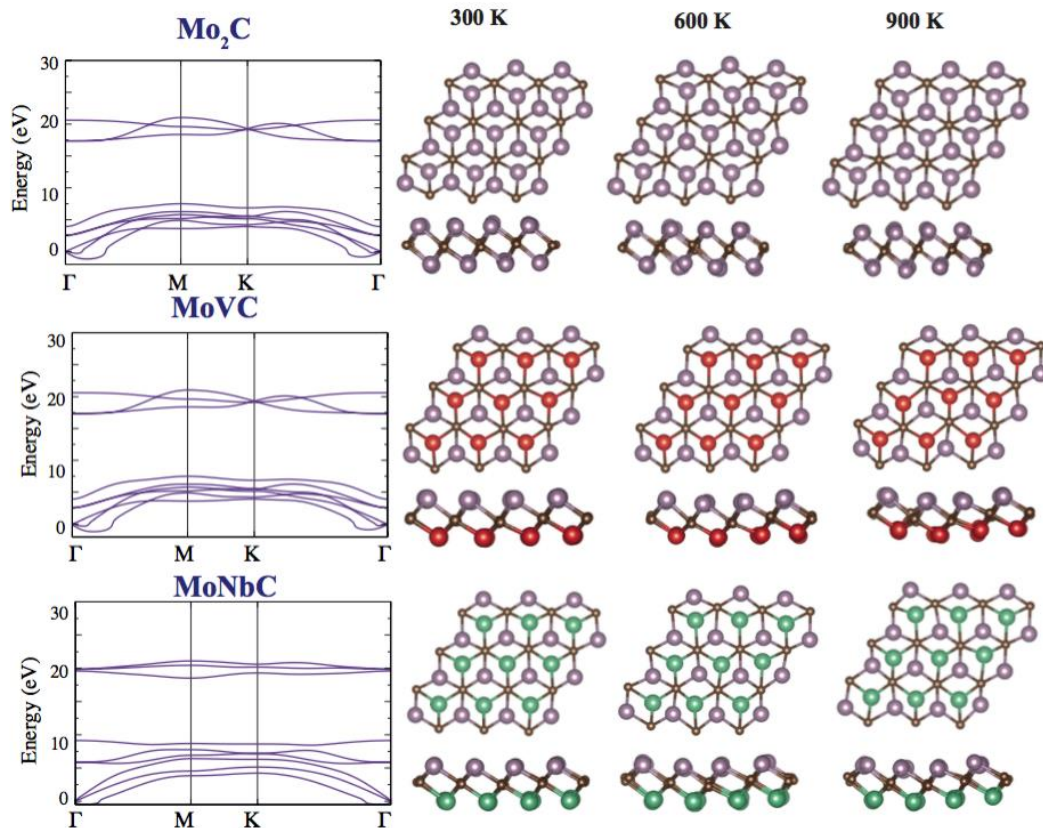 300 K 600 K 900 K
Mo₂C
30
20
10
0
Energy (eV)
Γ M K Γ
MoVC
30
20
10
0
Energy (eV)
Γ M K Γ
MoNbC
30
20
10
0
Energy (eV)
Γ M K Γ